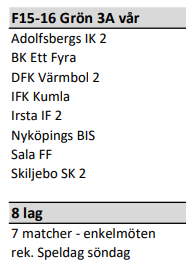 F15-16 Grön 3A vår
Adolfsbergs IK 2
BK Ett Fyra
DFK Värmbol 2
IFK Kumla
Irsta IF 2
Nyköpings BIS
Sala FF
Skiljebo SK 2
8 lag
7 matcher - enkelmöten
rek. Speldag söndag